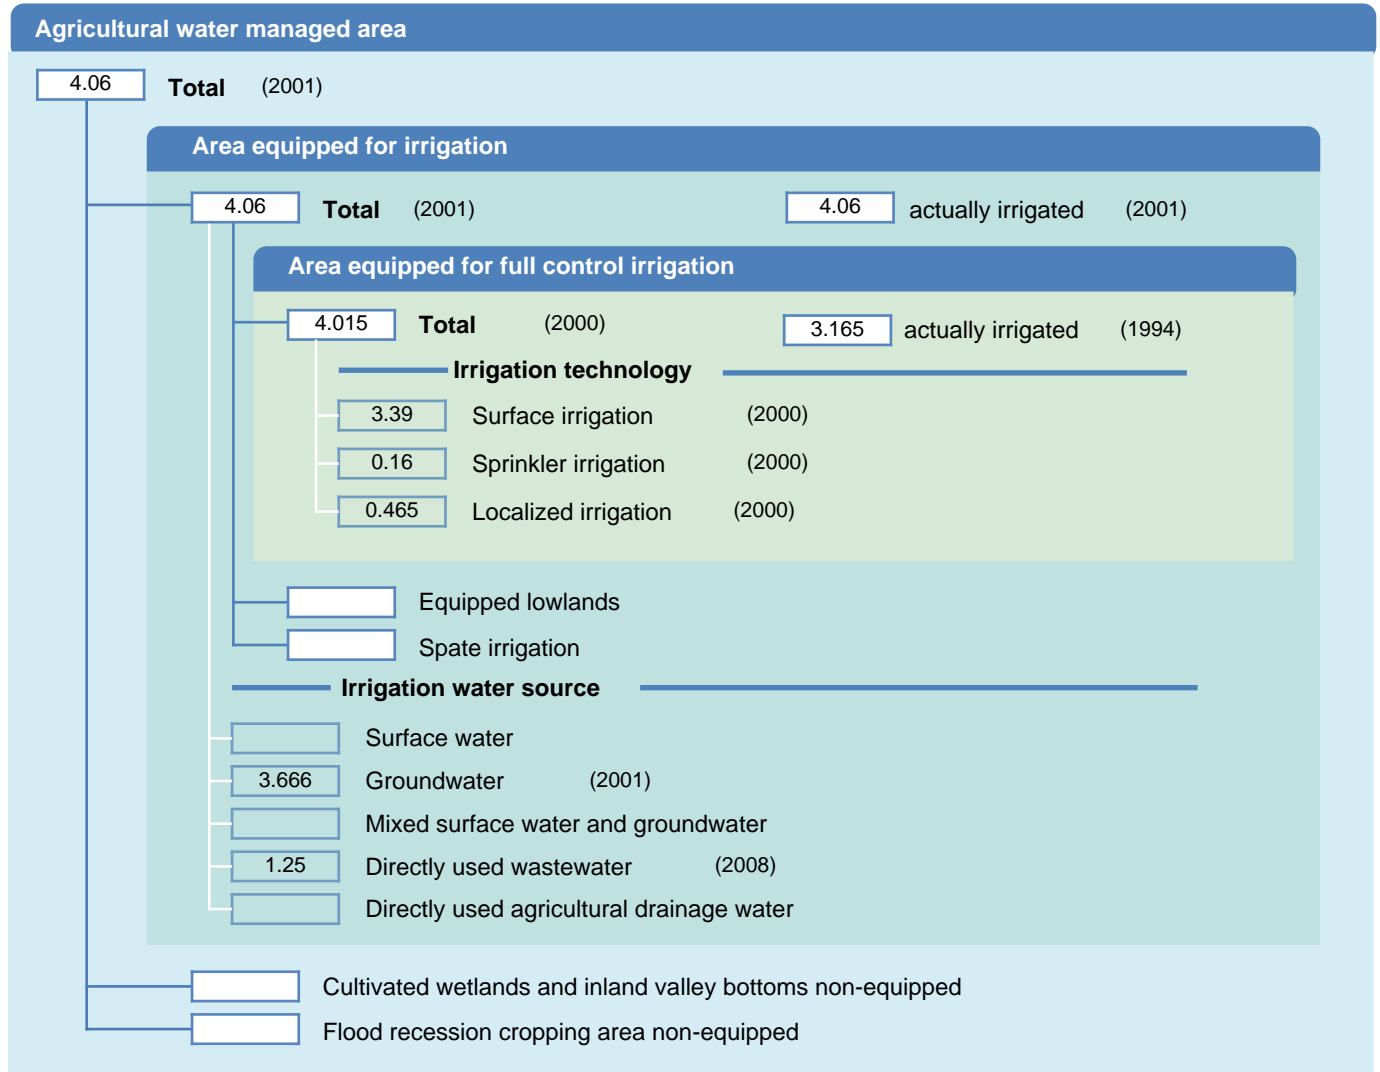 Agricultural water managed area
4.06 Total (2001)
Area equipped for irrigation
4.06 Total (2001) 4.06 actually irrigated (2001)
Area equipped for full control irrigation
4.015 Total (2000) 3.165 actually irrigated (1994)
Irrigation technology
3.39 Surface irrigation (2000)
0.16 Sprinkler irrigation (2000)
0.465 Localized irrigation (2000)
Equipped lowlands
Spate irrigation
Irrigation water source
Surface water
3.666 Groundwater (2001)
Mixed surface water and groundwater
1.25 Directly used wastewater (2008)
Directly used agricultural drainage water
Cultivated wetlands and inland valley bottoms non-equipped
Flood recession cropping area non-equipped